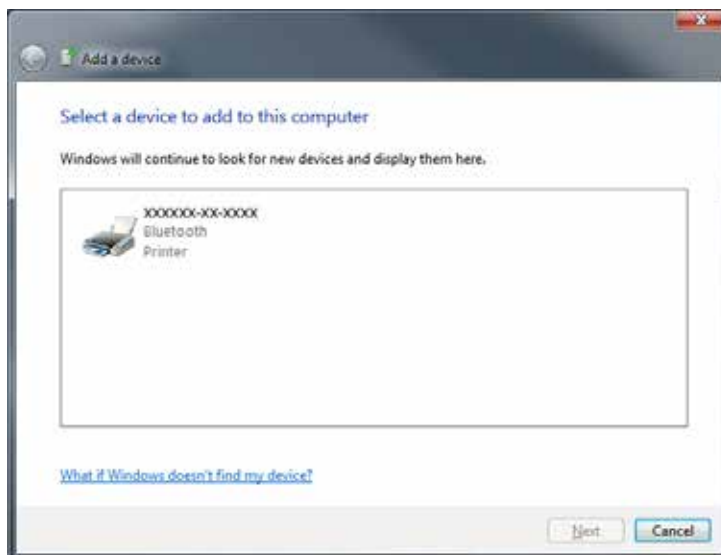 Add a device
Select a device to add to this computer
Windows will continue to look for new devices and display them here.
XXXXXX-XX-XXXX
Bluetooth
Printer
What if Windows doesn't find my device?
Next Cancel